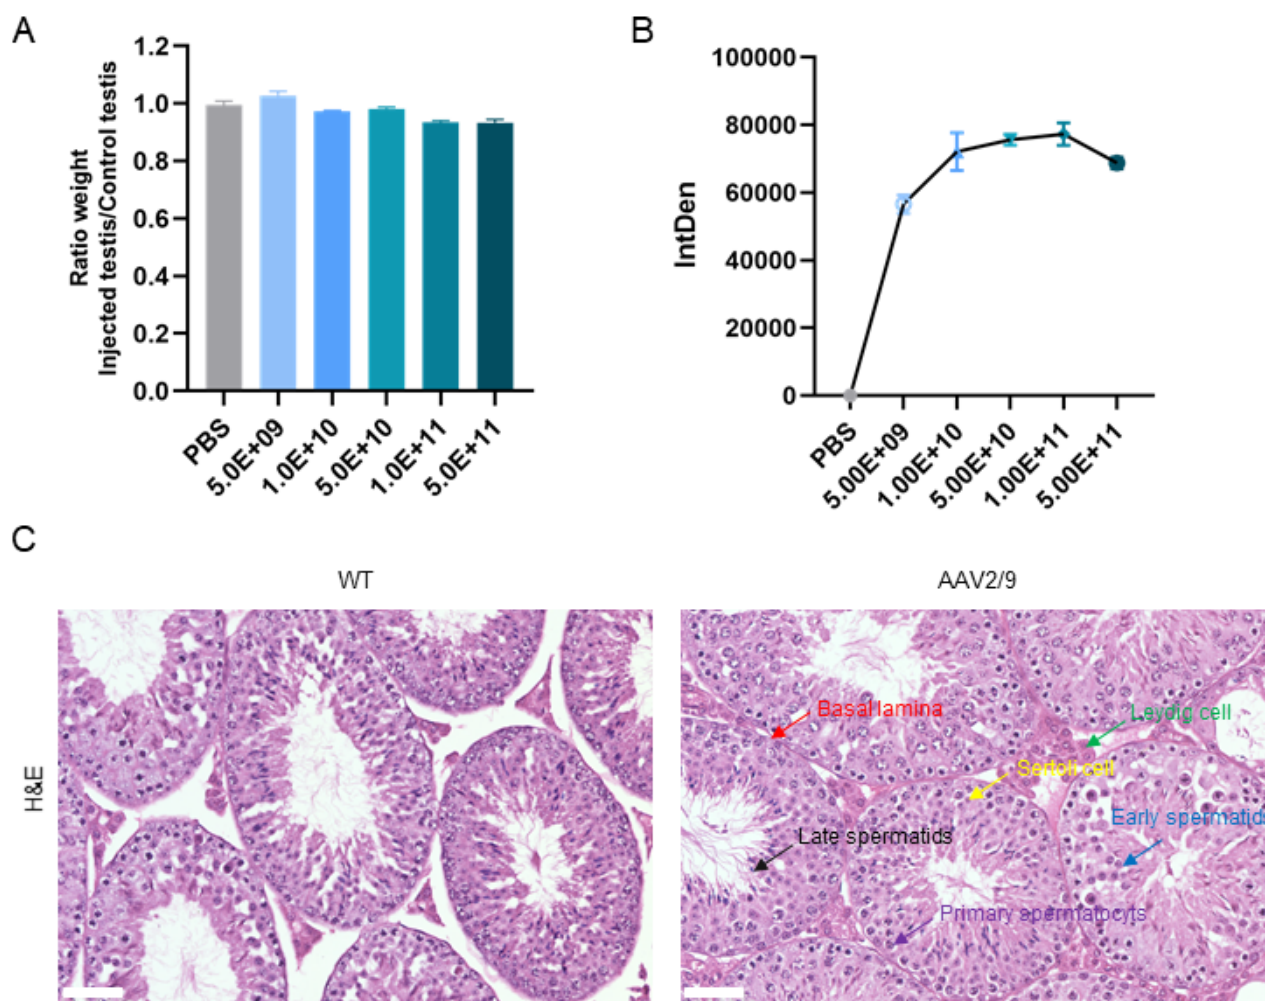 A
1.2
1.0
0.8
0.6
0.4
0.2
0.0
Ratio weight
Injected testis/Control testis
PBS
5.0E+09
1.0E+10
5.0E+10
1.0E+11
5.0E+11
B
100000
80000
60000
40000
20000
0
IntDen
PBS
5.00E+09
1.00E+10
5.00E+10
1.00E+11
5.00E+11
C
WT
AAV2/9
H&E
Basal lamina
Leydig cell
Sertoli cell
Early spermatids
Late spermatids
Primary apermatocyts